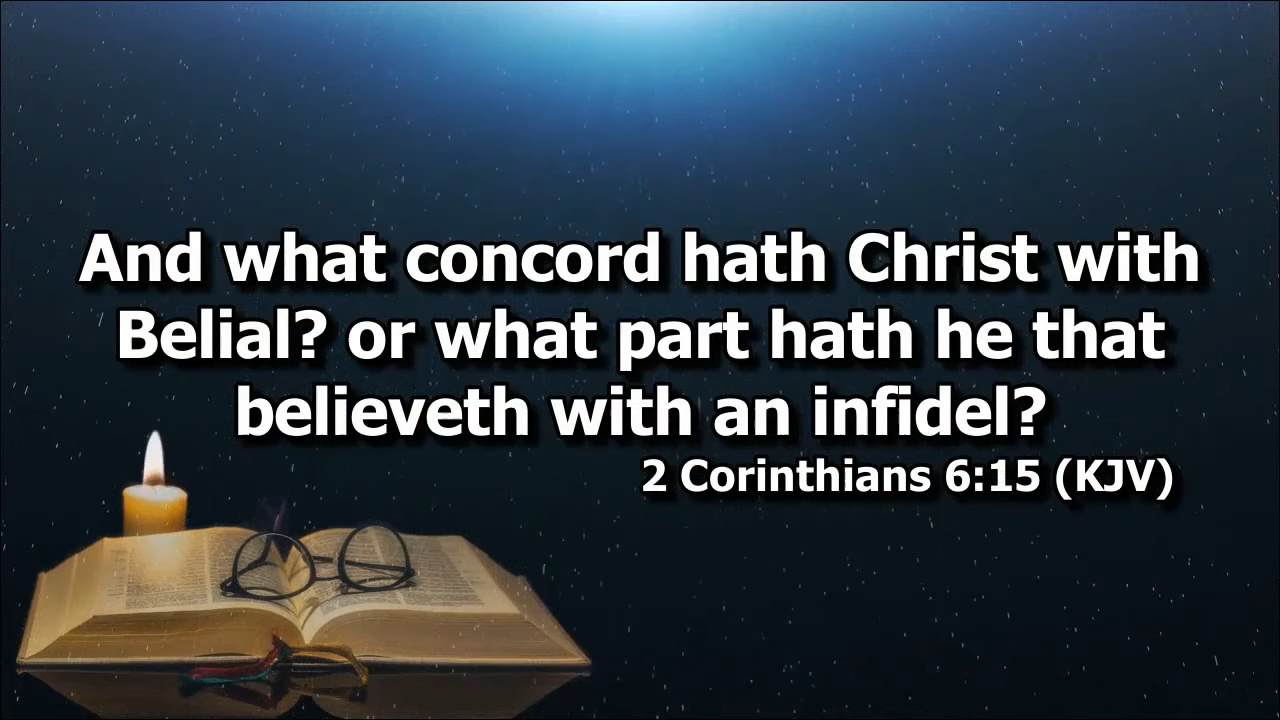 And what concord hath Christ with
Belial? or what part hath he that
believeth with an infidel?
2 Corinthians 6:15 (KJV)